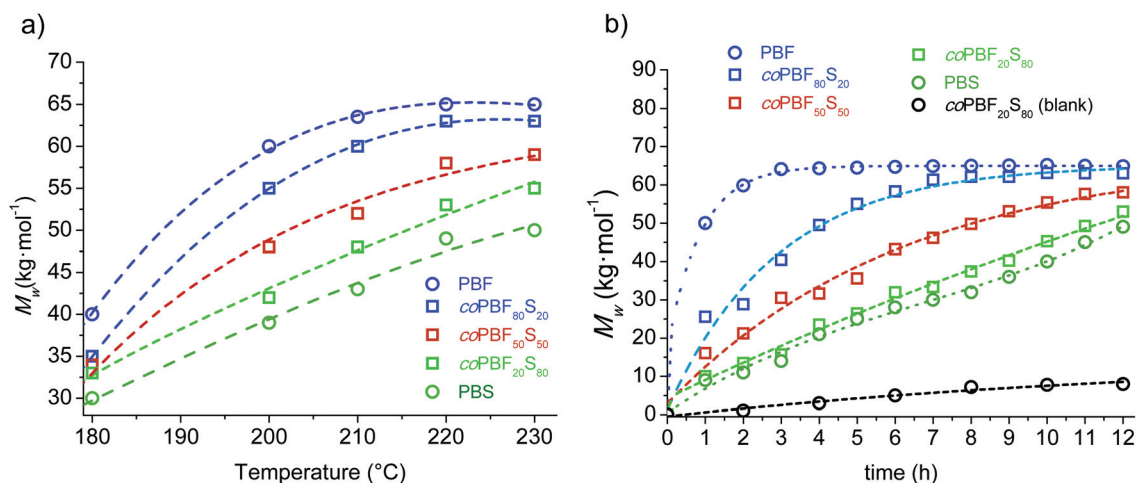 a)
70
65
60
55
50
45
40
35
30
M_w(kg·mol⁻¹)
PBF
coPBF₈₀S₂₀
coPBF₅₀S₅₀
coPBF₂₀S₈₀
PBS
180 190 200 210 220 230
Temperature (°C)
b)
PBF
coPBF₈₀S₂₀
coPBF₅₀S₅₀
coPBF₂₀S₈₀
PBS
coPBF₂₀S₈₀ (blank)
90
80
70
60
50
40
30
20
10
0
M_w (kg·mol⁻¹)
0 1 2 3 4 5 6 7 8 9 10 11 12
time (h)